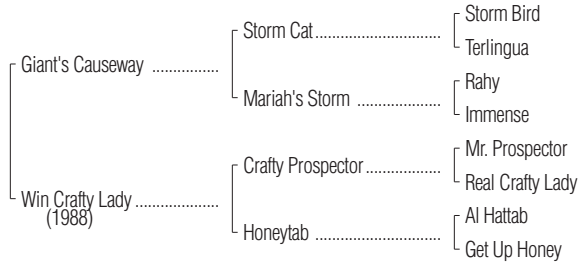 Storm Bird
Storm Cat
Terlingua
Giant's Causeway
Rahy
Mariah's Storm
Immense
Mr. Prospector
Crafty Prospector
Real Crafty Lady
Win Crafty Lady
(1988)
Al Hattab
Honeytab
Get Up Honey